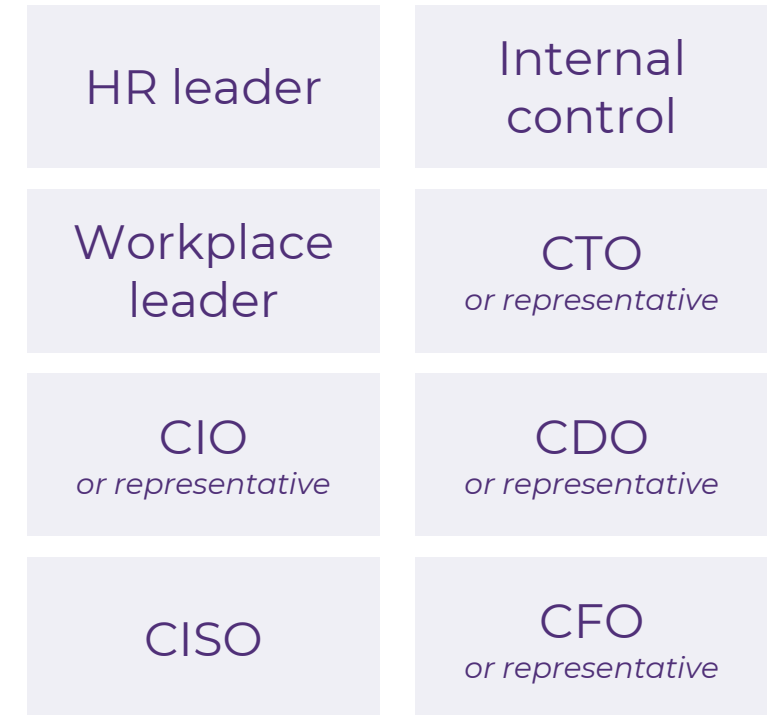 HR leader
Internal
control
Workplace
leader
CTO
or representative
CIO
or representative
CDO
or representative
CISO
CFO
or representative